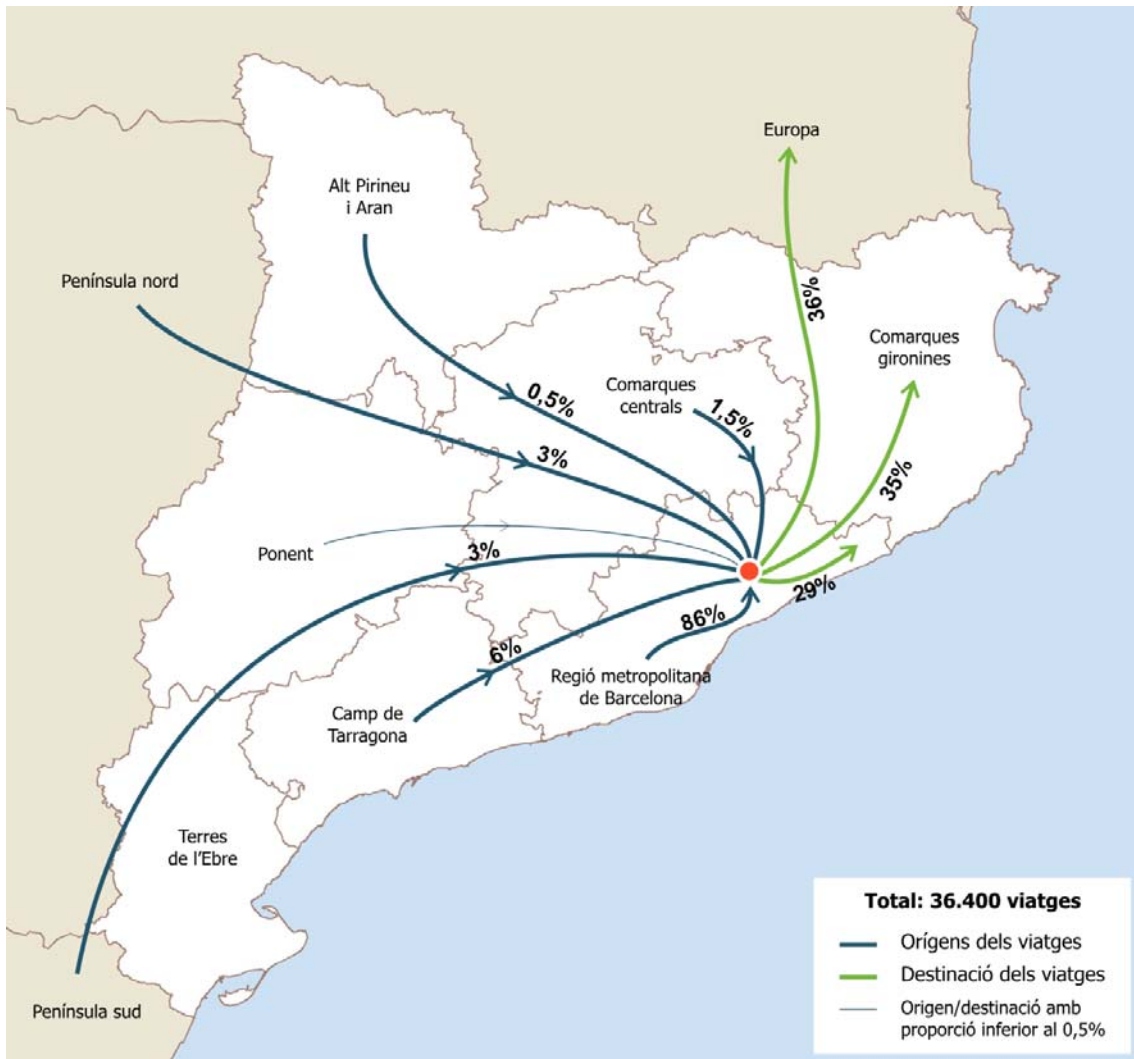 Europa
Alt Pirineu
i Aran
Península nord
36%
Comarques
gironines
Comarques
centrals
0,5%
1,5%
3%
35%
Ponent
3%
29%
86%
6%
Regió metropolitana
de Barcelona
Camp de
Tarragona
Terres
de l'Ebre
Península sud
Total: 36.400 viatges
Orígens dels viatges
Destinació dels viatges
Origen/destinació amb
proporció inferior al 0,5%